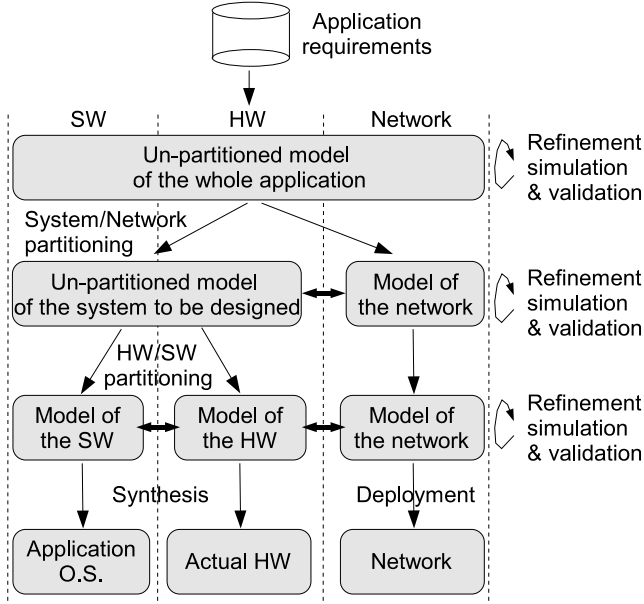 Application
requirements
SW
HW
Network
Un-partitioned model
of the whole application
Refinement
simulation
& validation
System/Network
partitioning
Un-partitioned model
of the system to be designed
Model of
the network
Refinement
simulation
& validation
HW/SW
partitioning
Model of
the SW
Model of
the HW
Model of
the network
Refinement
simulation
& validation
Synthesis
Deployment
Application
O.S.
Actual HW
Network